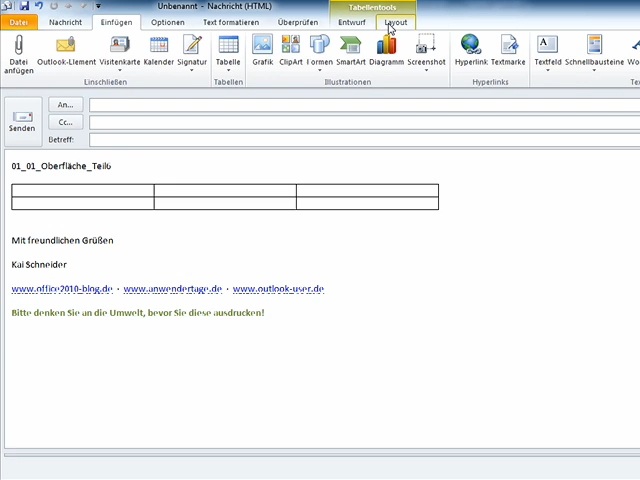 Unbenannt - Nachricht (HTML)
Tabellentools
Datei Nachricht Einfügen Optionen Text formatieren Überprüfen Entwurf Layout
Datei anfügen Outlook-Element Visitenkarte Kalender Signatur Tabelle Grafik ClipArt Formen SmartArt Diagramm Screenshot Hyperlink Textmarke Textfeld Schnellbausteine
Einschließen Tabellen Illustrationen Hyperlinks
Senden
An...
Cc...
Betreff:
01_01_Oberfläche_Teil6
Mit freundlichen Grüßen
Kai Schneider
www.office2010-blog.de · www.anwendertage.de · www.outlook-user.de
Bitte denken Sie an die Umwelt, bevor Sie diese ausdrucken!